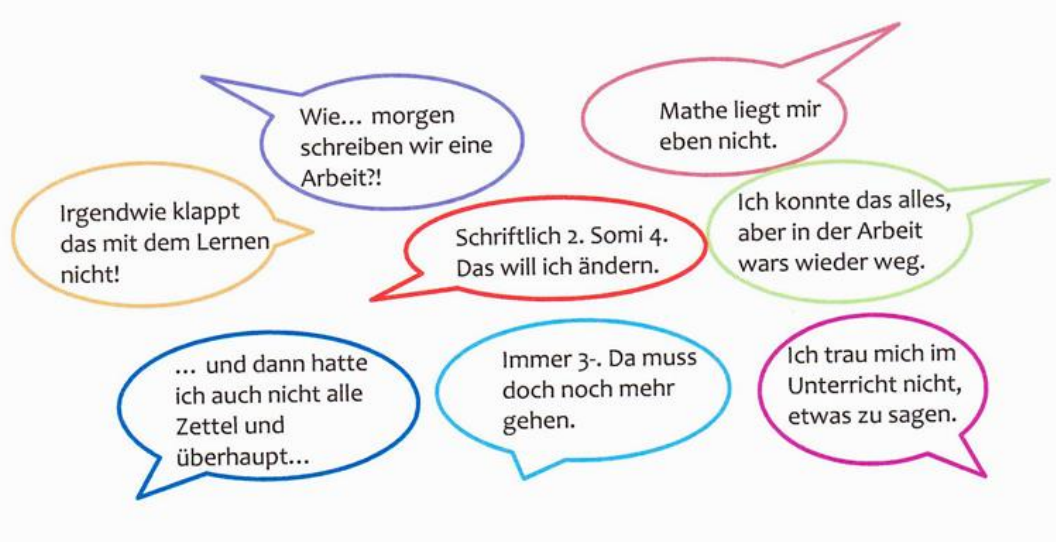 Wie... morgen
schreiben wir eine
Arbeit?!
Mathe liegt mir
eben nicht.
Irgendwie klappt
das mit dem Lernen
nicht!
Schriftlich 2. Somi 4.
Das will ich ändern.
Ich konnte das alles,
aber in der Arbeit
wars wieder weg.
... und dann hatte
ich auch nicht alle
Zettel und
überhaupt...
Immer 3-. Da muss
doch noch mehr
gehen.
Ich trau mich im
Unterricht nicht,
etwas zu sagen.